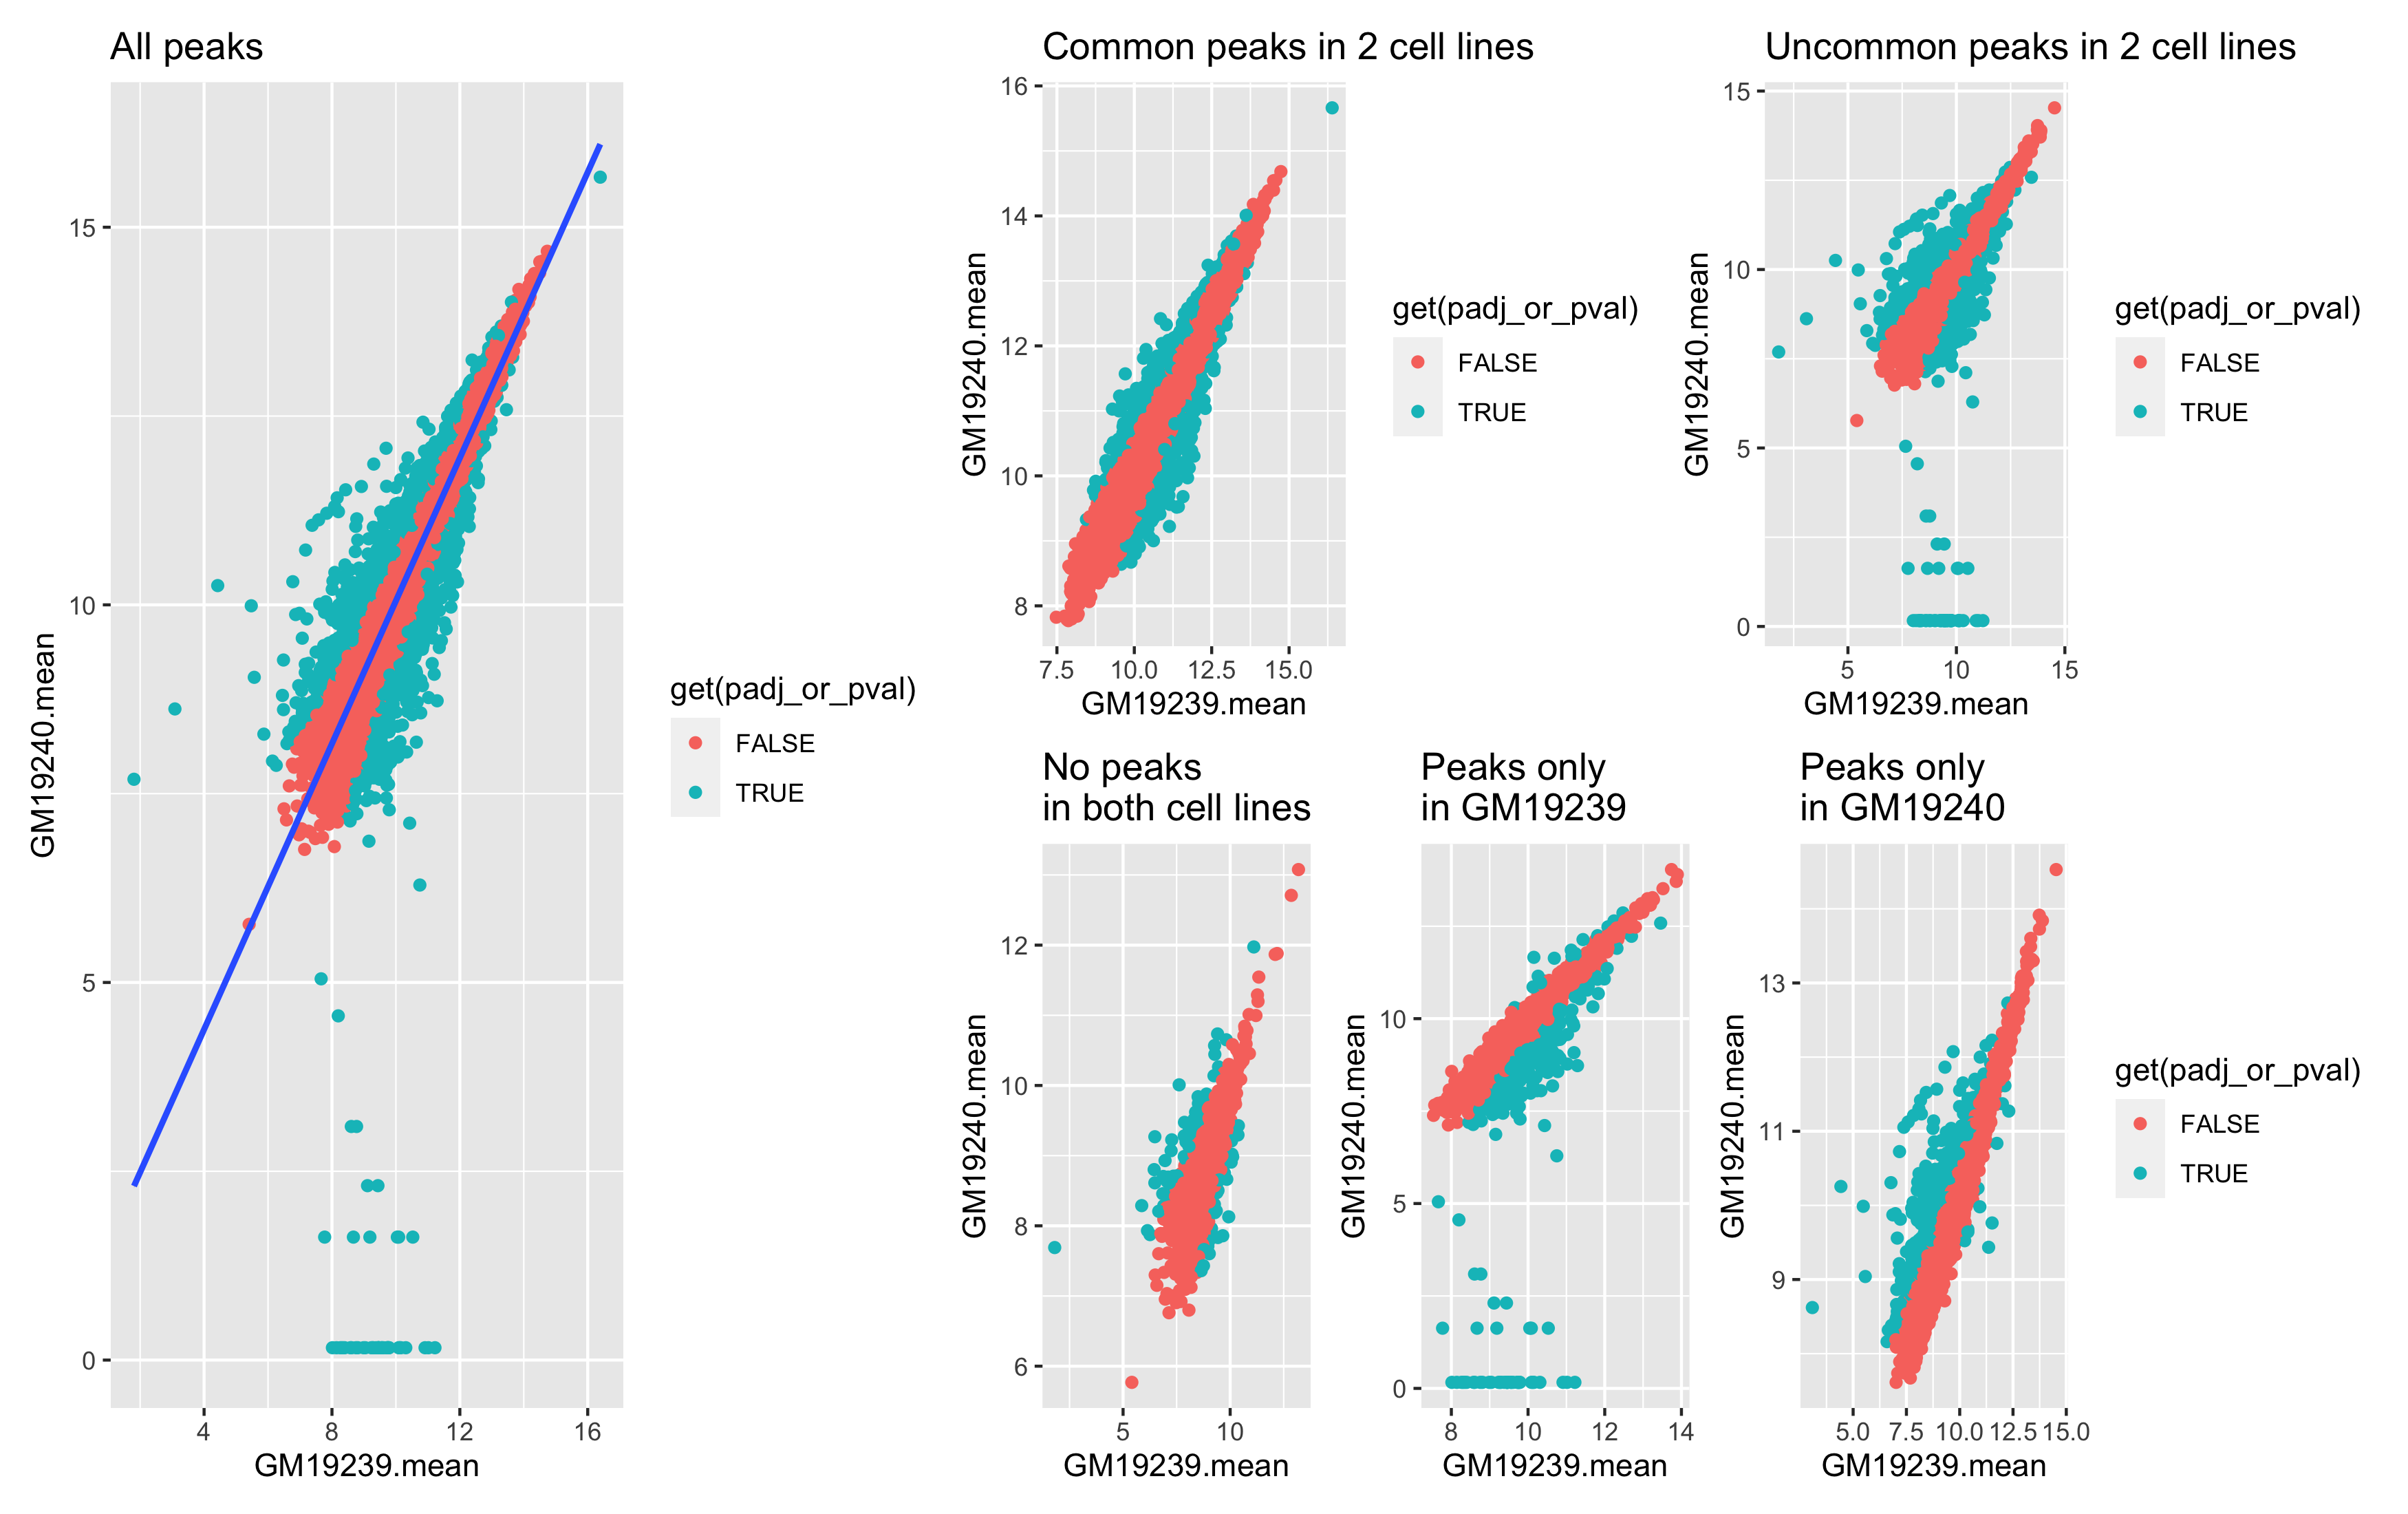 All peaks
15
10
5
0
GM19240.mean
4
8
12
16
GM19239.mean
get(padj_or_pval)
FALSE
TRUE
Common peaks in 2 cell lines
16
14
12
10
8
GM19240.mean
7.5
10.0
12.5
15.0
GM19239.mean
get(padj_or_pval)
FALSE
TRUE
Uncommon peaks in 2 cell lines
15
10
5
0
GM19240.mean
5
10
15
GM19239.mean
get(padj_or_pval)
FALSE
TRUE
No peaks
in both cell lines
12
10
8
6
GM19240.mean
5
10
GM19239.mean
Peaks only
in GM19239
10
5
0
GM19240.mean
8
10
12
14
GM19239.mean
Peaks only
in GM19240
13
11
9
GM19240.mean
5.0
7.5
10.0
12.5
15.0
GM19239.mean
get(padj_or_pval)
FALSE
TRUE